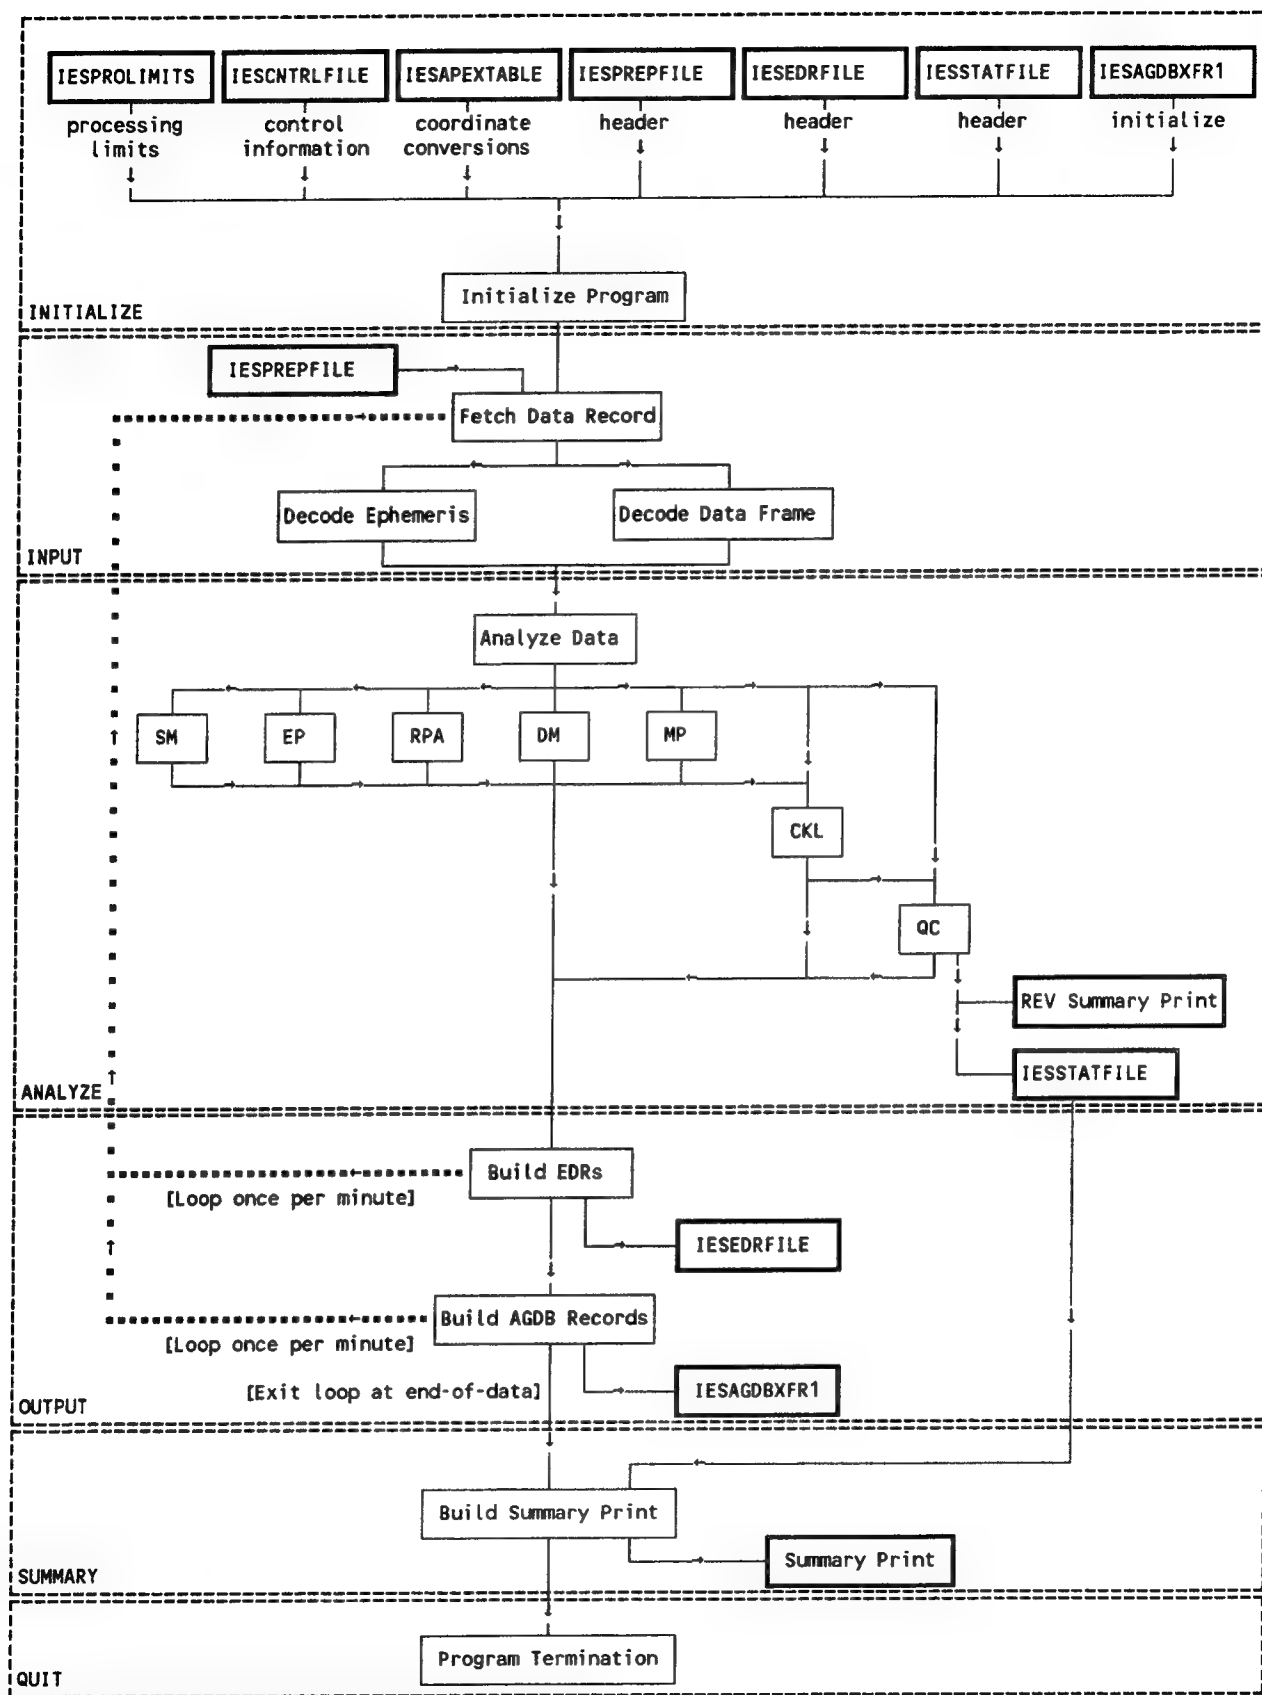 IESPROLIMITS IESCNTRLFILE IESAPEXTABLE IESPREPFILE IESEDRFILE IESSTATFILE IESAGDBXFR1
processing control coordinate header header header initialize
limits information conversions
Initialize Program
INITIALIZE
IESPREPFILE
Fetch Data Record
Decode Ephemeris Decode Data Frame
INPUT
Analyze Data
SM EP RPA DM MP
CKL
QC
REV Summary Print
IESSTATFILE
ANALYZE
Build EDRs
[Loop once per minute]
IESEDRFILE
Build AGDB Records
[Loop once per minute]
[Exit loop at end-of-data] IESAGDBXFR1
OUTPUT
Build Summary Print
Summary Print
SUMMARY
Program Termination
QUIT